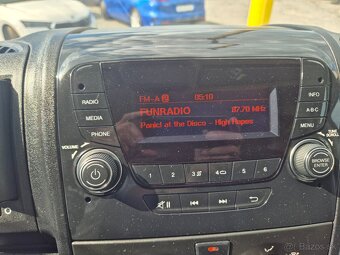 FM-A 05:10
RADIO
FUNRADIO 87.70 MHz
INFO
MEDIA
Panic! at the Disco - High Hopes
A-B-C
PHONE
MENU
VOLUME
TUNE
SCROLL
1 2 3 4 5 6
BROWSE
ENTER